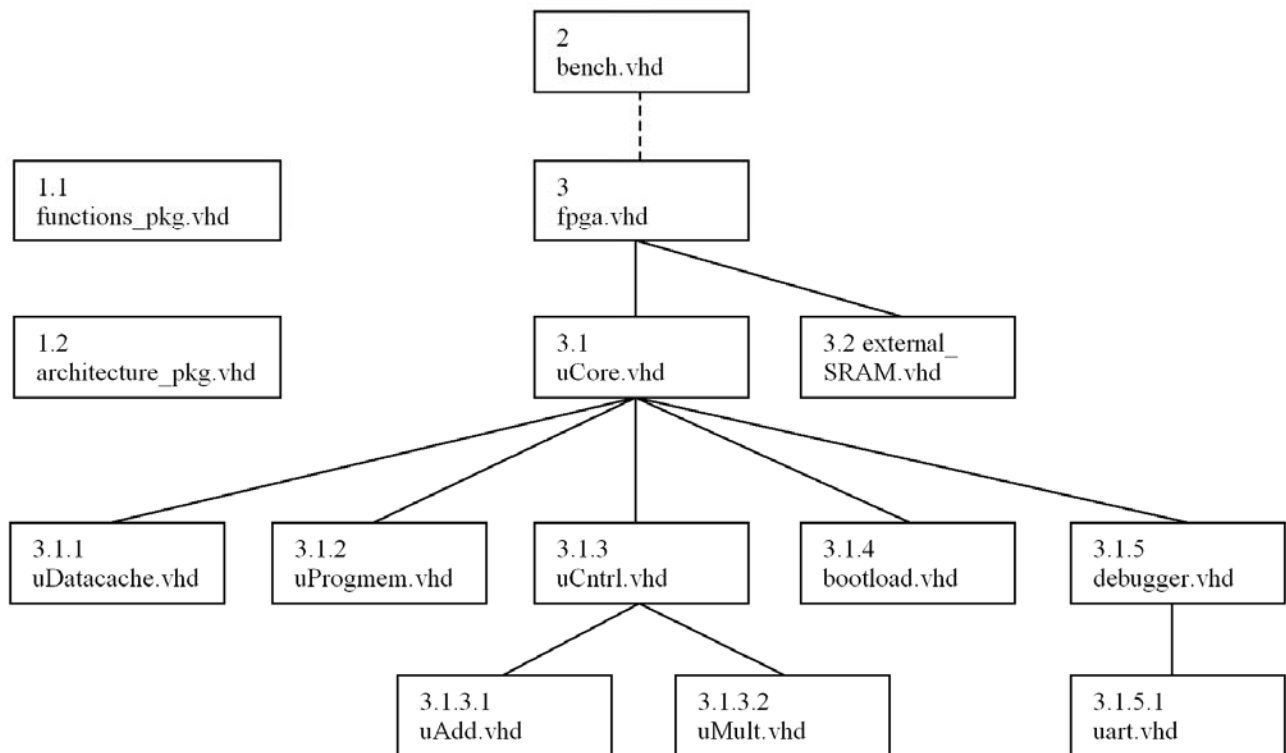 2
bench.vhd
1.1
functions_pkg.vhd
3
fpga.vhd
1.2
architecture_pkg.vhd
3.1
uCore.vhd
3.2 external_
SRAM.vhd
3.1.1
uDatacache.vhd
3.1.2
uProgmem.vhd
3.1.3
uCntrl.vhd
3.1.4
bootload.vhd
3.1.5
debugger.vhd
3.1.3.1
uAdd.vhd
3.1.3.2
uMult.vhd
3.1.5.1
uart.vhd